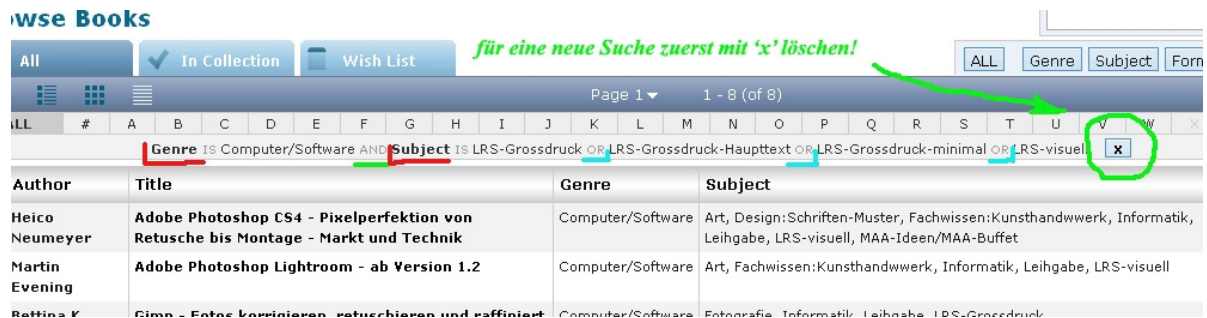 owse Books
für eine neue Suche zuerst mit ‘x’ löschen!
All In Collection Wish List
ALL Genre Subject Form
Page 1 1 - 8 (of 8)
ALL # A B C D E F G H I J K L M N O P Q R S T U V W X
Genre IS Computer/Software AND Subject IS LRS-Grossdruck OR LRS-Grossdruck-Haupttext OR LRS-Grossdruck-minimal OR LRS-visuell x
Author Title Genre Subject
Heico Adobe Photoshop CS4 - Pixelperfektion von Computer/Software Art, Design:Schriften-Muster, Fachwissen:Kunsthandwwerk, Informatik,
Neumeyer Retusche bis Montage - Markt und Technik Leihgabe, LRS-visuell, MAA-Ideen/MAA-Buffet
Martin Adobe Photoshop Lightroom - ab Version 1.2 Computer/Software Art, Fachwissen:Kunsthandwwerk, Informatik, Leihgabe, LRS-visuell
Evening
Bettina K. Gimp - Fotos korrigieren, retuschieren und raffiniert Computer/Software Fotografie, Informatik, Leihgabe, LRS-Grossdruck